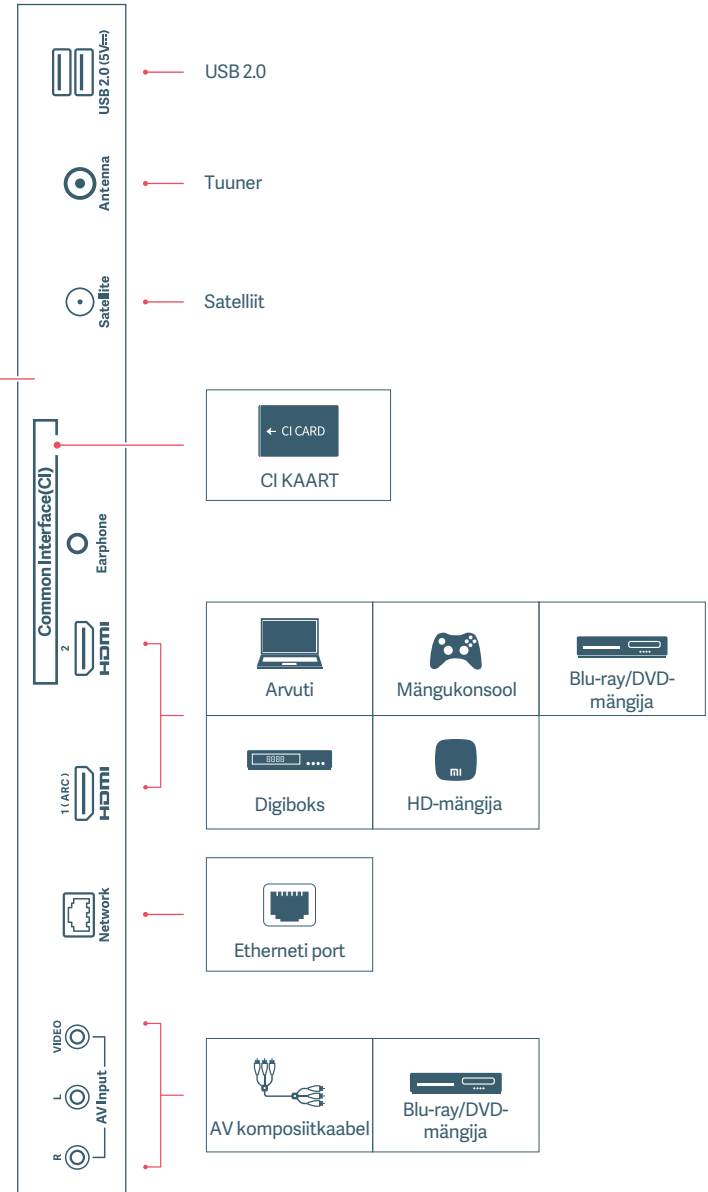 USB 2.0 (5V⎓)
USB 2.0
Antenna
Tuuner
Satellite
Satelliit
Common Interface(CI)
← CI CARD
CI KAART
Earphone
2
HDMI
1 (ARC)
HDMI
Arvuti
Mängukonsool
Blu-ray/DVD-
mängija
8888
Digiboks
mi
HD-mängija
Network
Etherneti port
VIDEO
L
R
AV Input
AV komposiitkaabel
Blu-ray/DVD-
mängija